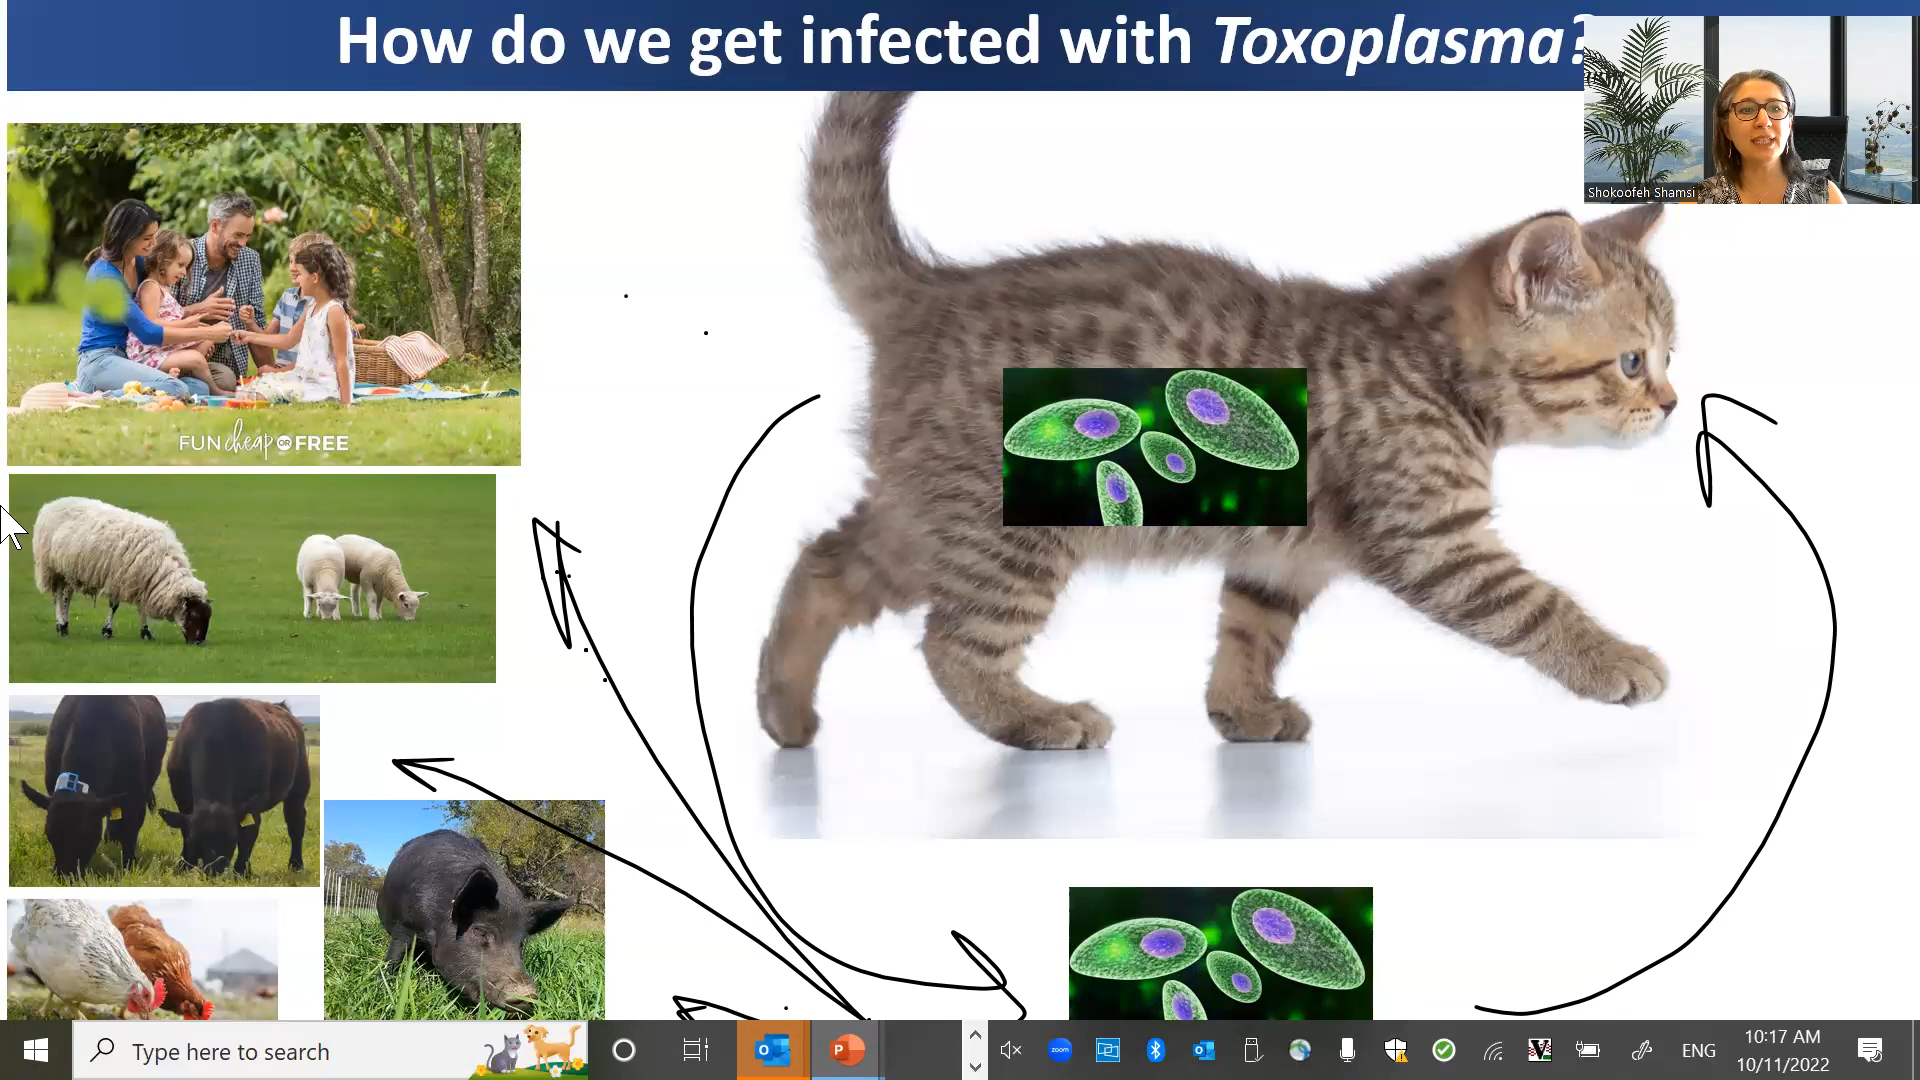 How do we get infected with Toxoplasma?
Shokoofeh Shamsi
FUN cheap OR FREE
Type here to search
zoom
ENG
10:17 AM
10/11/2022